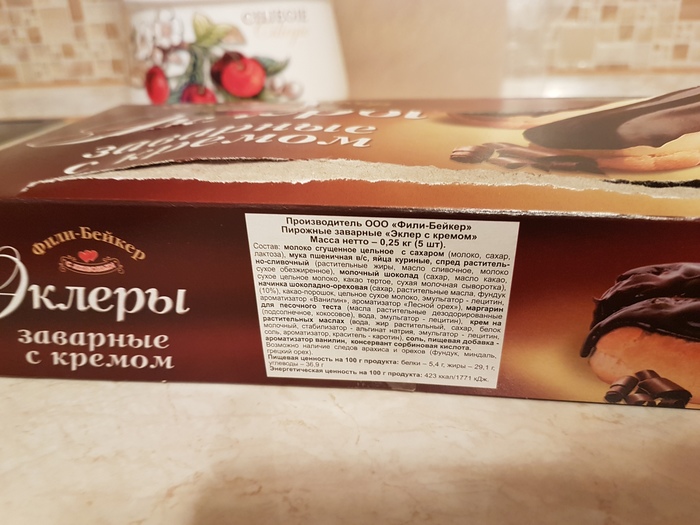 заварные
с кремом
Фили-Бейкер
Эклеры
заварные
с кремом
Производитель ООО «Фили-Бейкер»
Пирожные заварные «Эклер с кремом»
Масса нетто – 0,25 кг (5 шт).
Состав: молоко сгущенное цельное с сахаром (молоко, сахар,
лактоза), мука пшеничная в/с, яйца куриные, спред раститель-
но-сливочный (растительные жиры, масло сливочное, молоко
сухое обезжиренное), молочный шоколад (сахар, масло какао,
сухое цельное молоко, какао тертое, сухая молочная сыворотка),
начинка шоколадно-ореховая (сахар, растительные масла, фундук
(10%), какао-порошок, цельное сухое молоко, эмульгатор - лецитин,
ароматизатор «Ванилин», ароматизатор «Лесной орех»), маргарин
для песочного теста (масла растительные дезодорированные
(подсолнечное, кокосовое), вода, эмульгатор - лецитин), крем на
растительных маслах (вода, жир растительный, сахар, белок
молочный, стабилизатор - альгинат натрия, эмульгатор - лецитин,
соль, ароматизатор, краситель - каротин), соль, пищевая добавка -
ароматизатор ванилин, консервант сорбиновая кислота.
Возможно наличие следов арахиса и орехов (фундук, миндаль,
грецкий орех).
Пищевая ценность на 100 г продукта: белки – 5,4 г, жиры – 29,1 г,
углеводы – 36,9 г.
Энергетическая ценность на 100 г продукта: 423 ккал/1771 кДж.